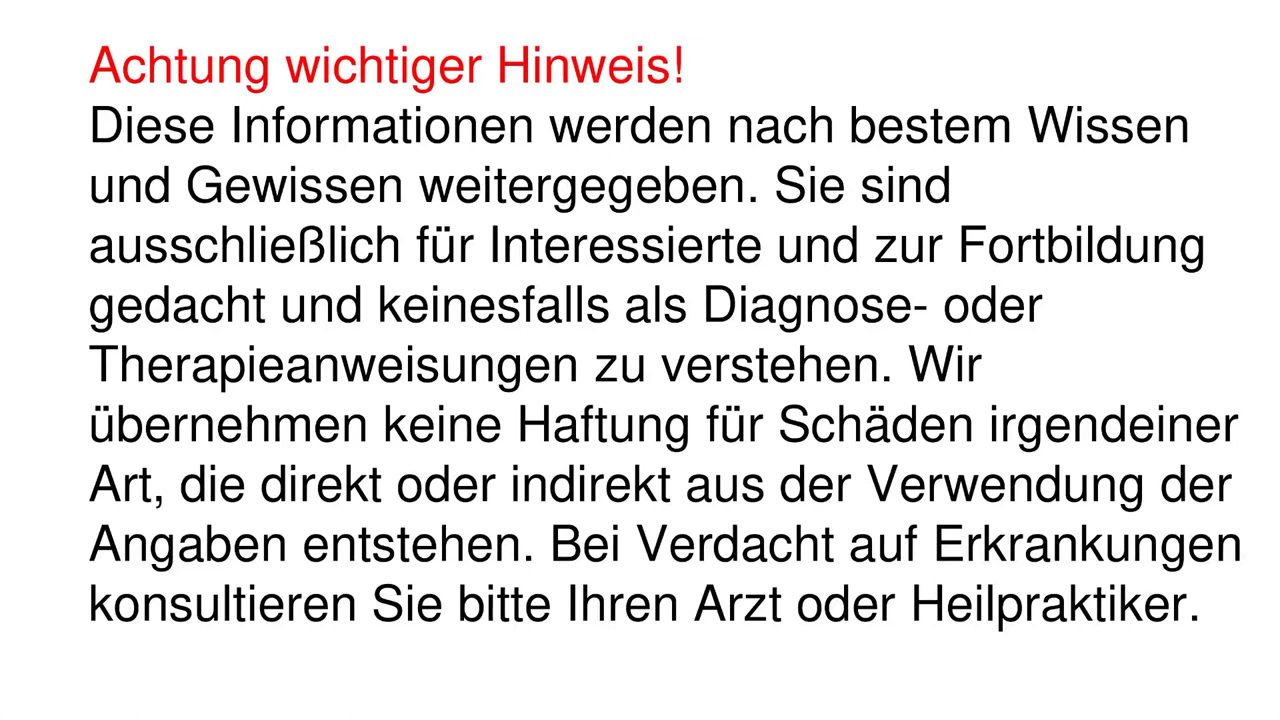 Achtung wichtiger Hinweis!
Diese Informationen werden nach bestem Wissen
und Gewissen weitergegeben. Sie sind
ausschließlich für Interessierte und zur Fortbildung
gedacht und keinesfalls als Diagnose- oder
Therapieanweisungen zu verstehen. Wir
übernehmen keine Haftung für Schäden irgendeiner
Art, die direkt oder indirekt aus der Verwendung der
Angaben entstehen. Bei Verdacht auf Erkrankungen
konsultieren Sie bitte Ihren Arzt oder Heilpraktiker.